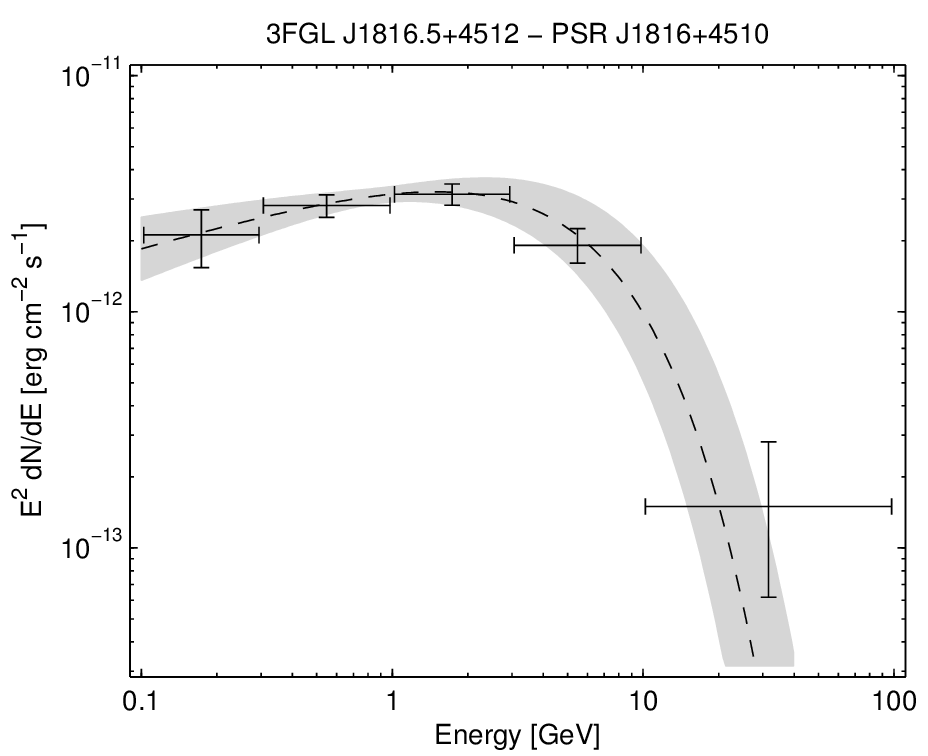 3FGL J1816.5+4512 − PSR J1816+4510
10⁻¹¹
10⁻¹²
10⁻¹³
E² dN/dE [erg cm⁻² s⁻¹]
0.1 1 10 100
Energy [GeV]